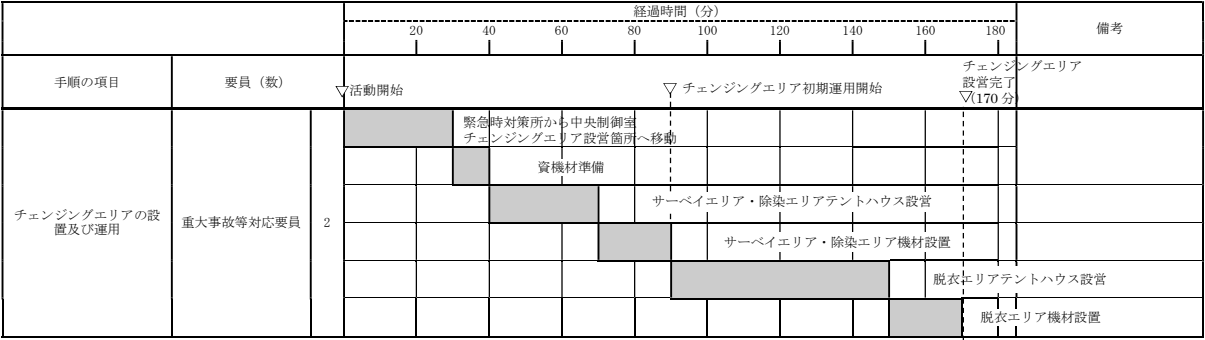 経過時間（分）
備考
20 40 60 80 100 120 140 160 180
手順の項目
要員（数）
▽活動開始
▽ チェンジングエリア初期運用開始
チェンジングエリア
設営完了
▽(170 分)
緊急時対策所から中央制御室
チェンジングエリア設営箇所へ移動
資機材準備
チェンジングエリアの設
置及び運用
重大事故等対応要員
2
サーベイエリア・除染エリアテントハウス設営
サーベイエリア・除染エリア機材設置
脱衣エリアテントハウス設営
脱衣エリア機材設置